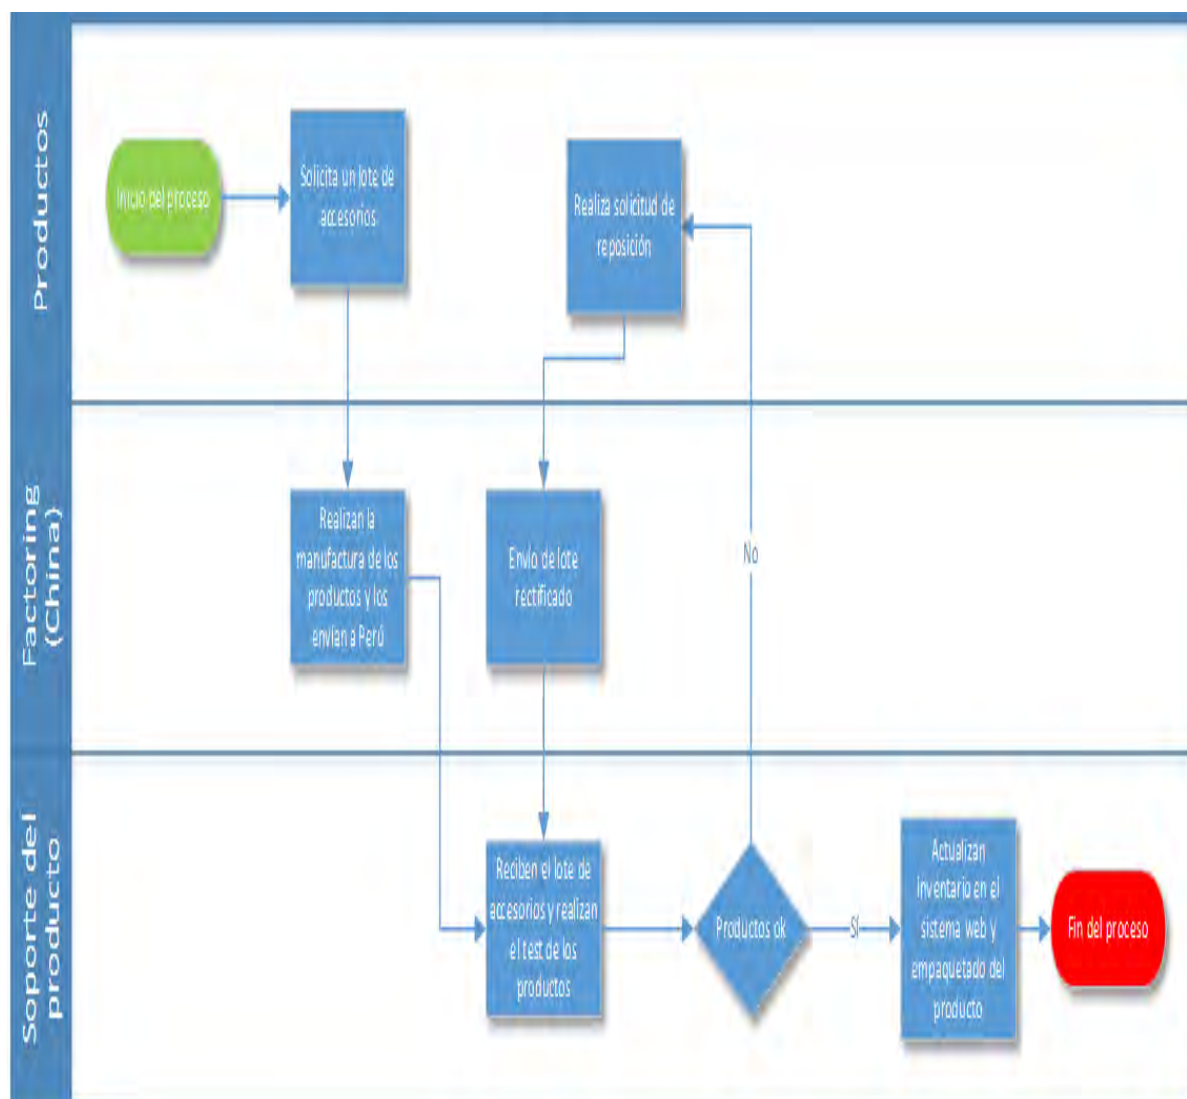 Productos
Inicio del proceso
Solicita un lote de
accesorios
Realiza solicitud de
reposición
Factoring
(China)
Realizan la
manufactura de los
productos y los
envían a Perú
Envío de lote
rectificado
No
Soporte del
producto
Reciben el lote de
accesorios y realizan
el test de los
productos
Productos ok
Sí
Actualizan
inventario en el
sistema web y
empaquetado del
producto
Fin del proceso